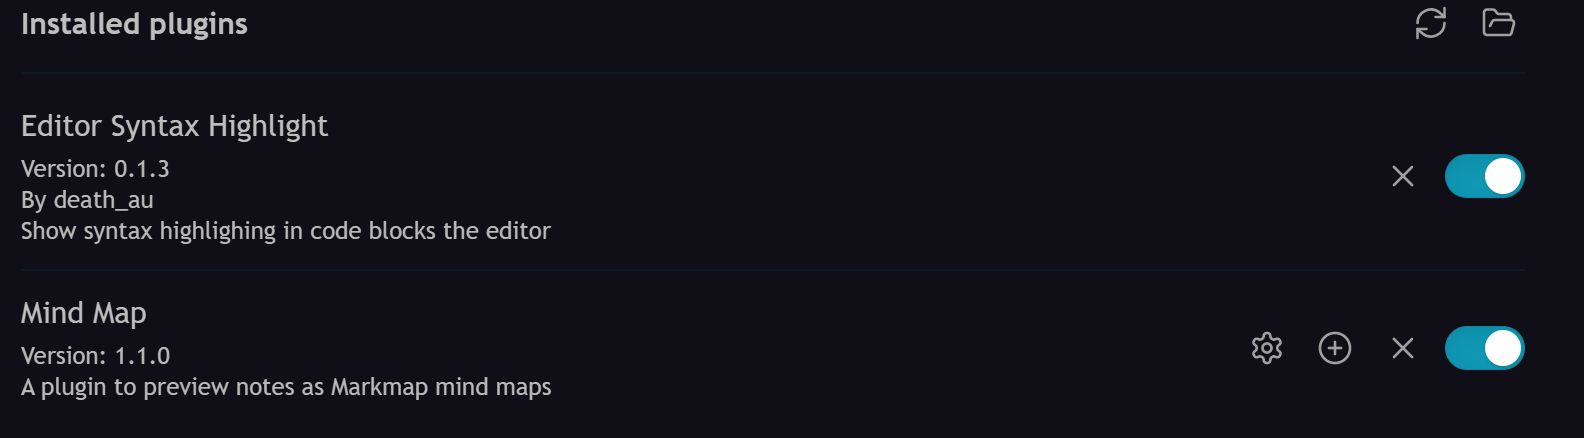 Installed plugins
Editor Syntax Highlight
Version: 0.1.3
By death_au
Show syntax highlighing in code blocks the editor
Mind Map
Version: 1.1.0
A plugin to preview notes as Markmap mind maps